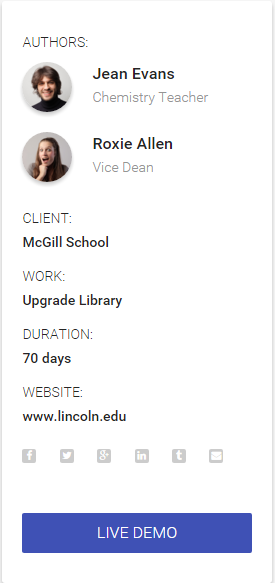 AUTHORS:
Jean Evans
Chemistry Teacher
Roxie Allen
Vice Dean
CLIENT:
McGill School
WORK:
Upgrade Library
DURATION:
70 days
WEBSITE:
www.lincoln.edu
LIVE DEMO